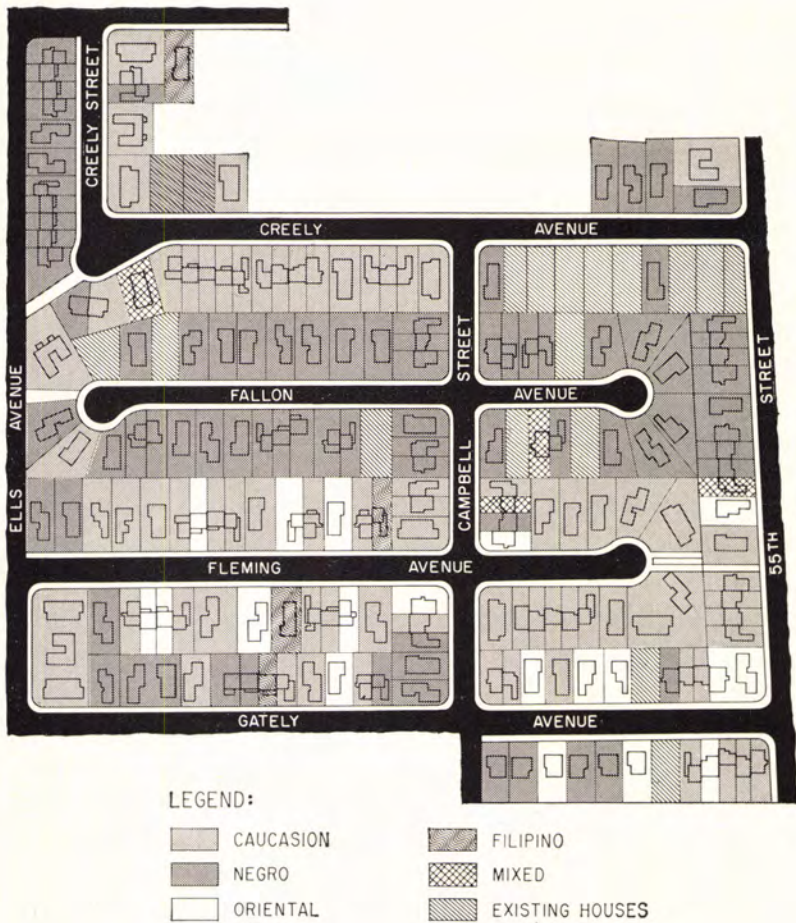 CREELY STREET
CREELY AVENUE
ELLS AVENUE
FALLON AVENUE
CAMPBELL STREET
55TH STREET
FLEMING AVENUE
GATELY AVENUE
LEGEND:
CAUCASION
NEGRO
ORIENTAL
FILIPINO
MIXED
EXISTING HOUSES